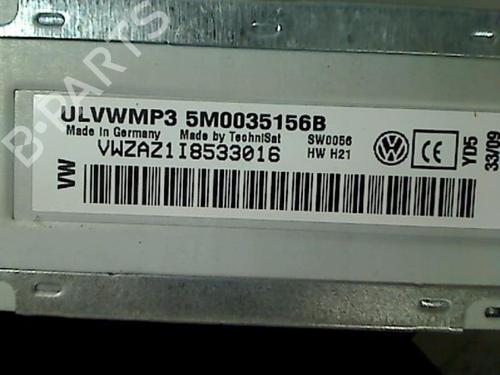 B-PARTS
ULVWMP3 5M0035156B
Made in Germany Made by TechniSat SW0056
VWZAZ1I8533016 HW H21
VW
CE
YD5
33/09